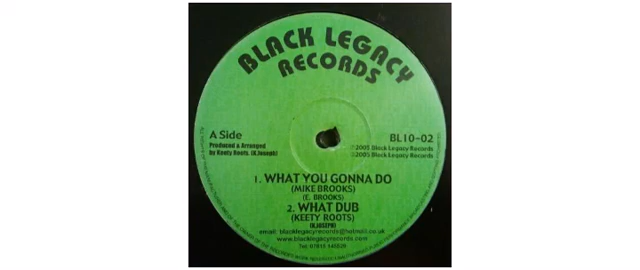 BLACK LEGACY
RECORDS
A Side
BL10-02
Produced & Arranged
by Keety Roots. (K.Joseph)
©2005 Black Legacy Records
℗2005 Black Legacy Records
1. WHAT YOU GONNA DO
(MIKE BROOKS)
(E. BROOKS)
2. WHAT DUB
(KEETY ROOTS)
(K.JOSEPH)
email: blacklegacyrecords@hotmail.co.uk
www.blacklegacyrecords.com